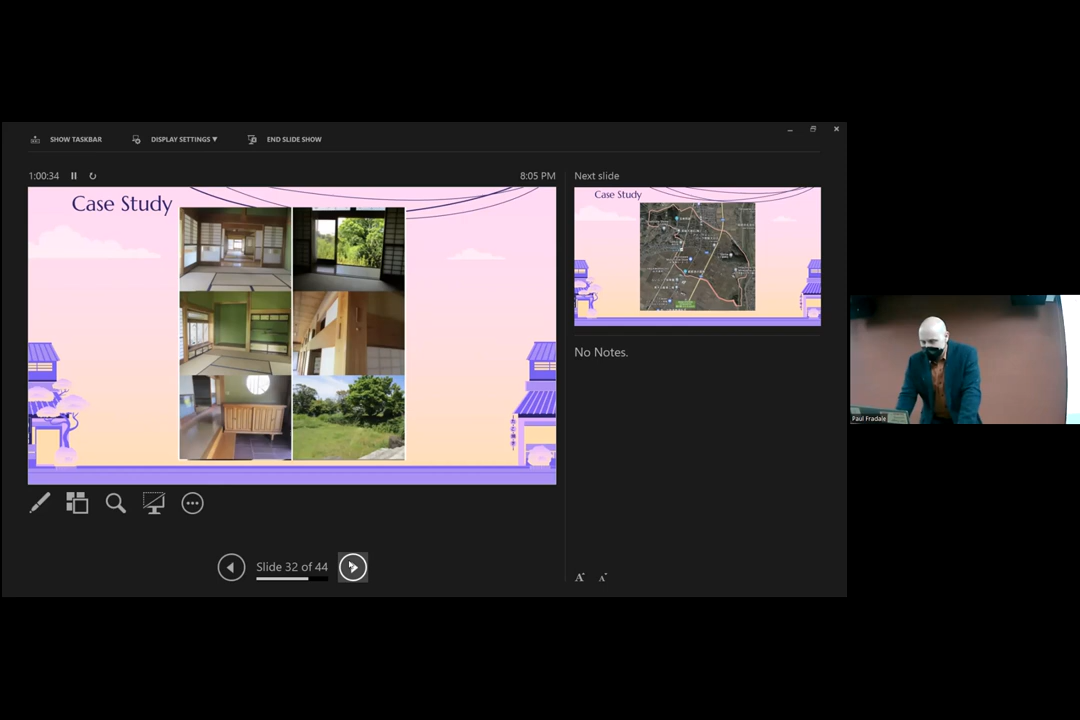 SHOW TASKBAR
DISPLAY SETTINGS ▼
END SLIDE SHOW
1:00:34
8:05 PM
Next slide
Case Study
Case Study
No Notes.
Slide 32 of 44
Paul Fradale